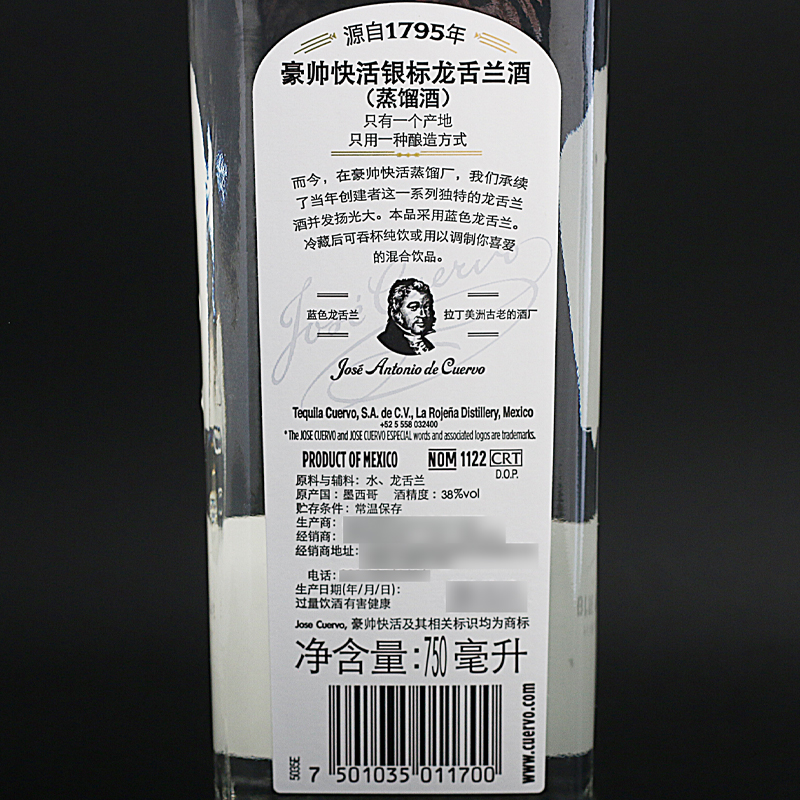 源自1795年
豪帅快活银标龙舌兰酒
（蒸馏酒）
只有一个产地
只用一种酿造方式
而今，在豪帅快活蒸馏厂，我们承续
了当年创建者这一系列独特的龙舌兰
酒并发扬光大。本品采用蓝色龙舌兰。
冷藏后可吞杯纯饮或用以调制你喜爱
的混合饮品。
José Cuervo
蓝色龙舌兰
拉丁美洲古老的酒厂
José Antonio de Cuervo
Tequila Cuervo, S.A. de C.V., La Rojeña Distillery, Mexico
+52 5 558 032400
* The JOSE CUERVO and JOSE CUERVO ESPECIAL words and associated logos are trademarks.
PRODUCT OF MEXICO NOM 1122 CRT
D.O.P.
原料与辅料：水、龙舌兰
原产国：墨西哥 酒精度：38%vol
贮存条件：常温保存
生产商：
经销商：
经销商地址：
电话：
生产日期(年/月/日)：
过量饮酒有害健康
Jose Cuervo, 豪帅快活及其相关标识均为商标
净含量：750毫升
5035E
7 501035 011700
www.cuervo.com